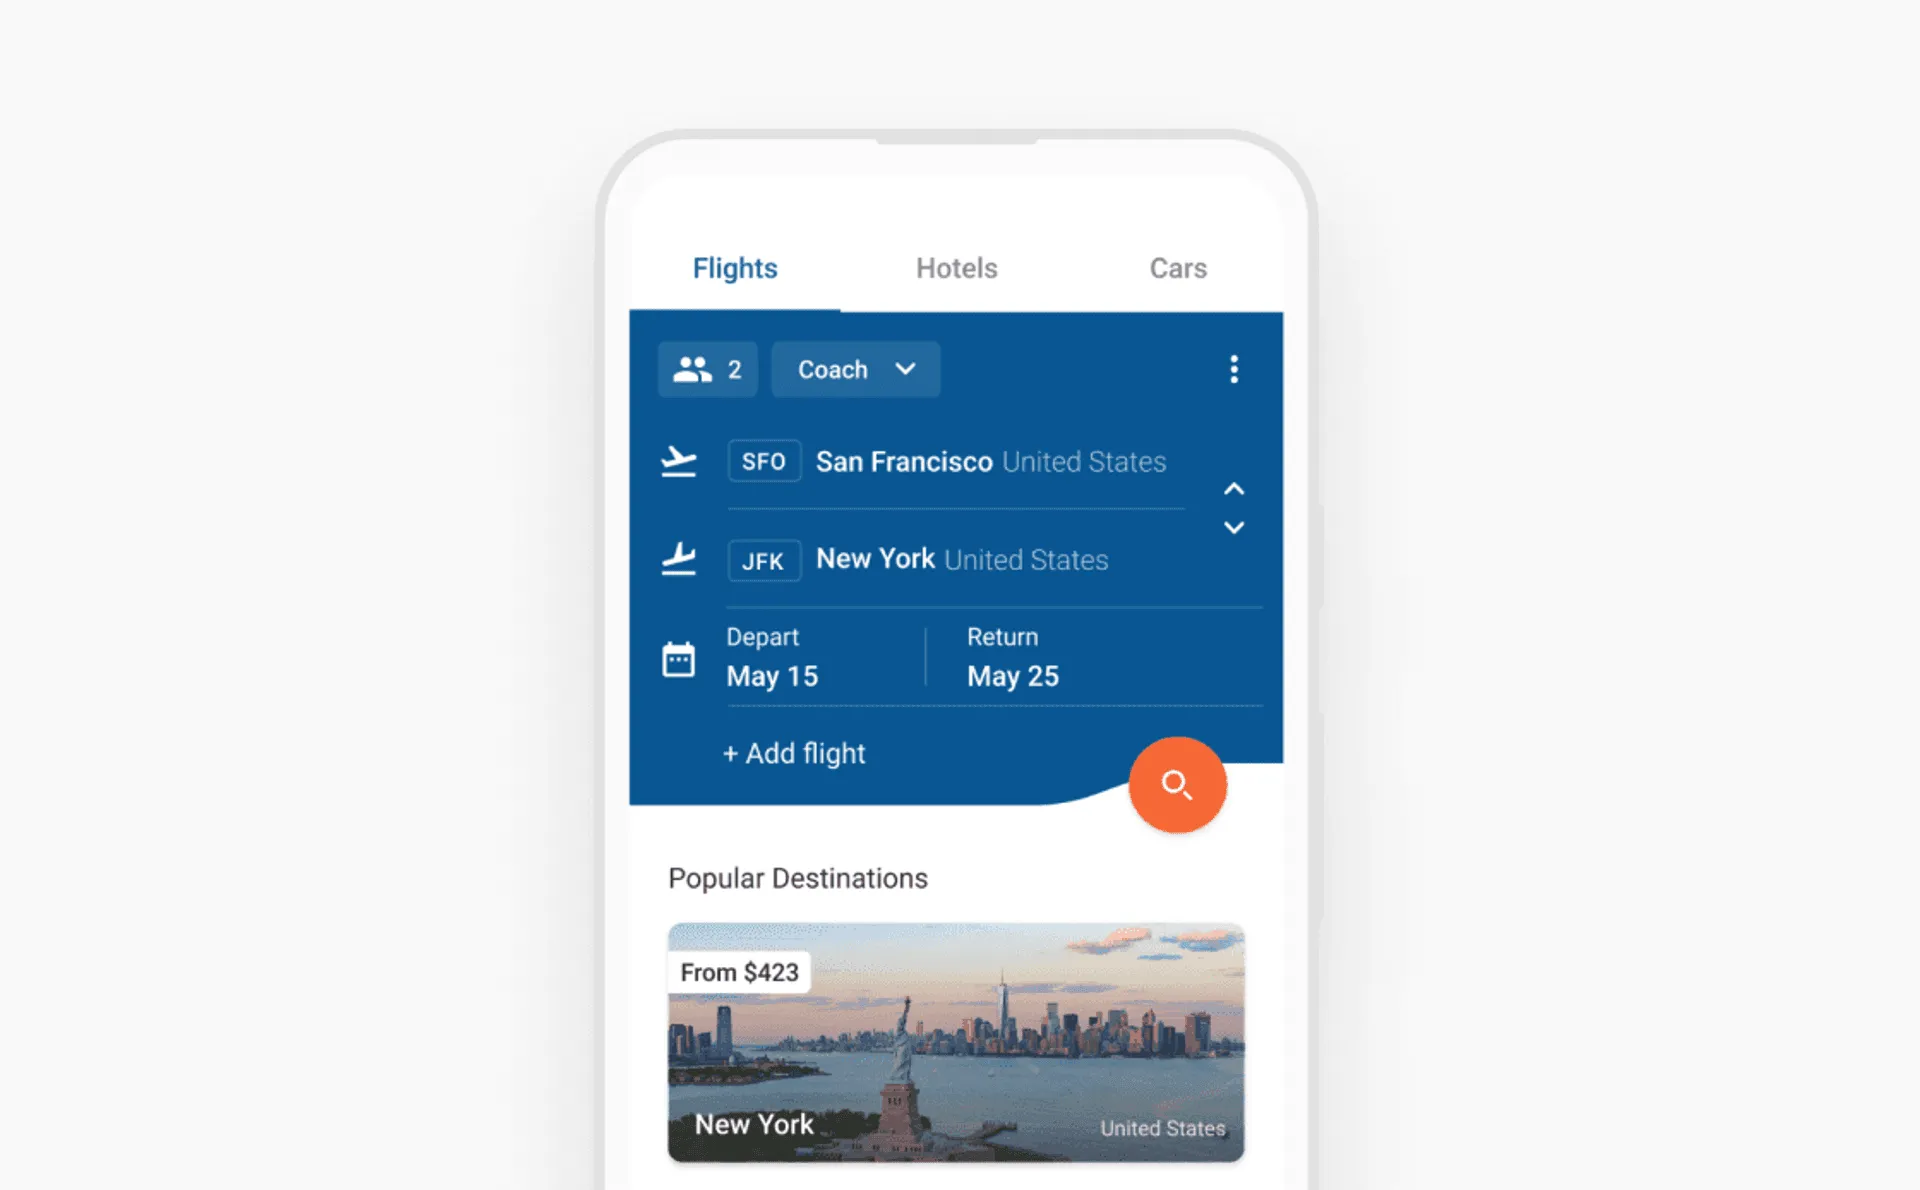 Flights Hotels Cars
2 Coach
SFO San Francisco United States
JFK New York United States
Depart Return
May 15 May 25
+ Add flight
Popular Destinations
From $423
New York United States